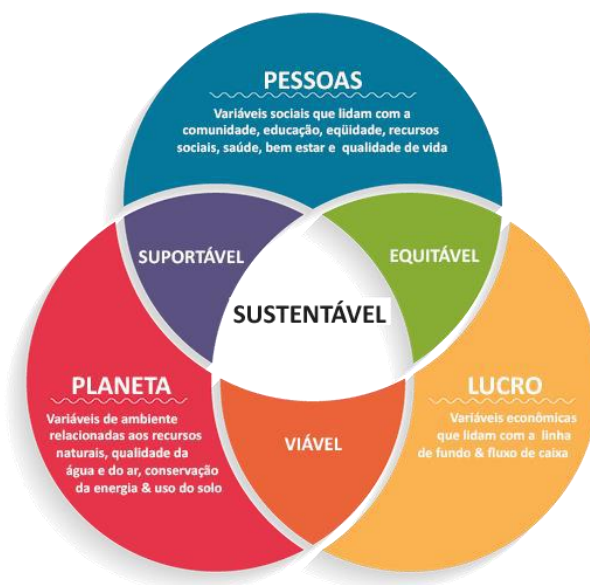 PESSOAS
Variáveis sociais que lidam com a
comunidade, educação, eqüidade, recursos
sociais, saúde, bem estar e qualidade de vida
SUPORTÁVEL
EQUITÁVEL
SUSTENTÁVEL
PLANETA
Variáveis de ambiente
relacionadas aos recursos
naturais, qualidade da
água e do ar, conservação
da energia & uso do solo
LUCRO
Variáveis econômicas
que lidam com a linha
de fundo & fluxo de caixa
VIÁVEL